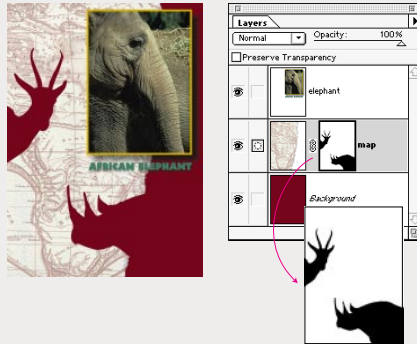 AFRICAN ELEPHANT
Layers
Normal
Opacity: 100%
Preserve Transparency
elephant
map
Background